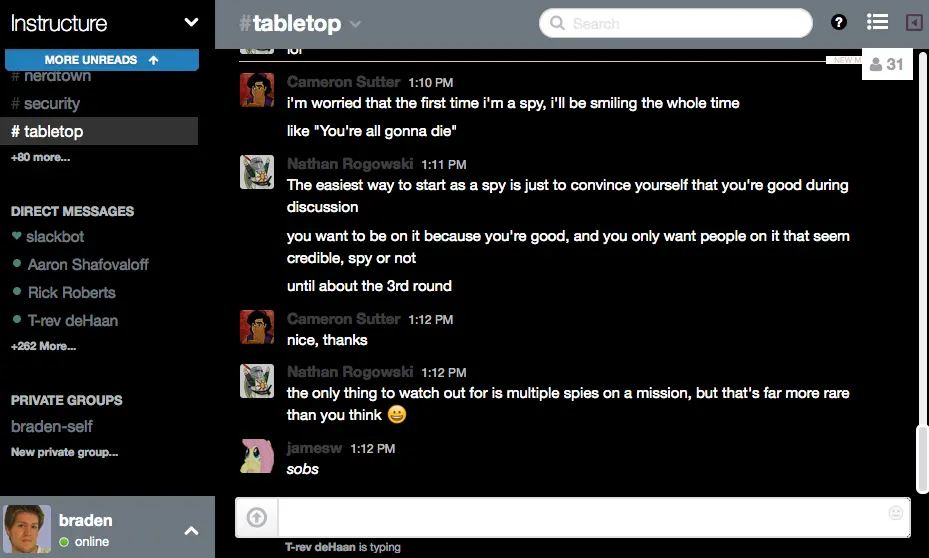 Instructure
MORE UNREADS
# nerdtown
# security
# tabletop
+80 more...
DIRECT MESSAGES
slackbot
Aaron Shafovaloff
Rick Roberts
T-rev deHaan
+262 More...
PRIVATE GROUPS
braden-self
New private group...
braden
online
#tabletop
Search
lol
NEW M
31
Cameron Sutter 1:10 PM
i'm worried that the first time i'm a spy, i'll be smiling the whole time
like "You're all gonna die"
Nathan Rogowski 1:11 PM
The easiest way to start as a spy is just to convince yourself that you're good during
discussion
you want to be on it because you're good, and you only want people on it that seem
credible, spy or not
until about the 3rd round
Cameron Sutter 1:12 PM
nice, thanks
Nathan Rogowski 1:12 PM
the only thing to watch out for is multiple spies on a mission, but that's far more rare
than you think 😀
jamesw 1:12 PM
sobs
T-rev deHaan is typing